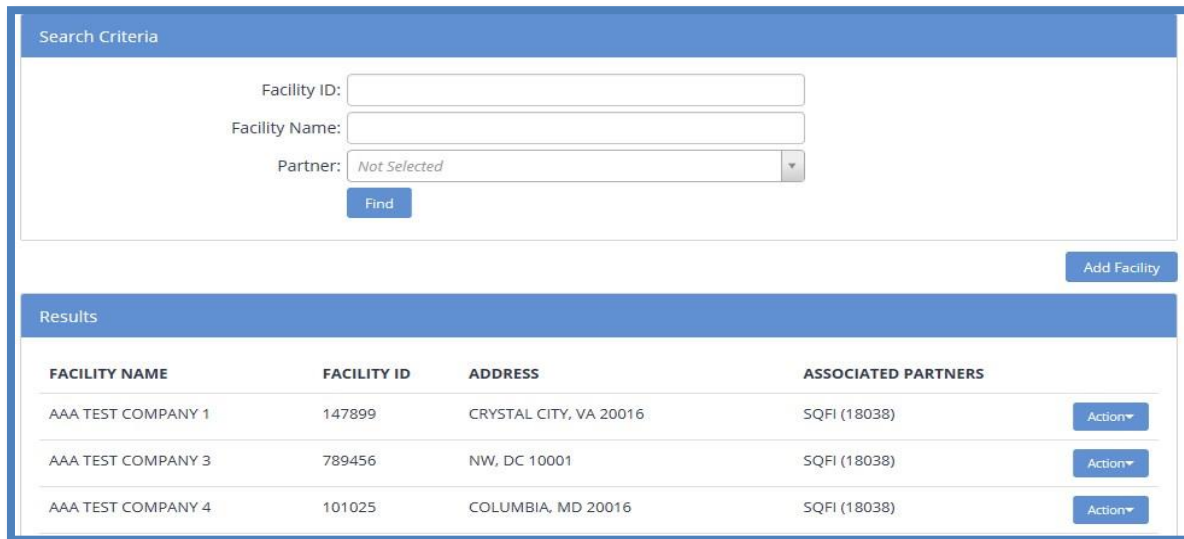 Search Criteria
Facility ID:
Facility Name:
Partner: Not Selected
Find
Add Facility
Results
FACILITY NAME FACILITY ID ADDRESS ASSOCIATED PARTNERS
AAA TEST COMPANY 1 147899 CRYSTAL CITY, VA 20016 SQFI (18038) Action
AAA TEST COMPANY 3 789456 NW, DC 10001 SQFI (18038) Action
AAA TEST COMPANY 4 101025 COLUMBIA, MD 20016 SQFI (18038) Action